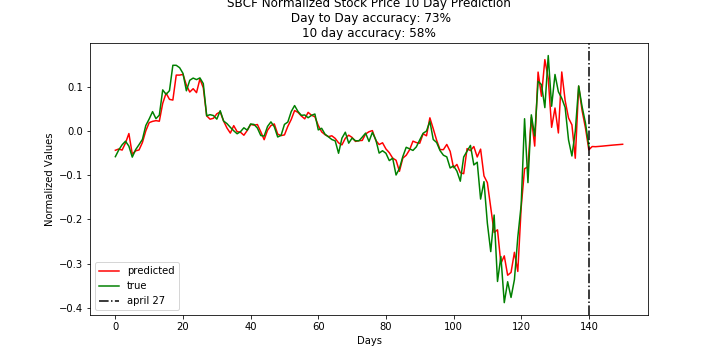 SBCF Normalized Stock Price 10 Day Prediction
Day to Day accuracy: 73%
10 day accuracy: 58%
Normalized Values
0.1
0.0
−0.1
−0.2
−0.3
−0.4
predicted
true
april 27
0 20 40 60 80 100 120 140
Days